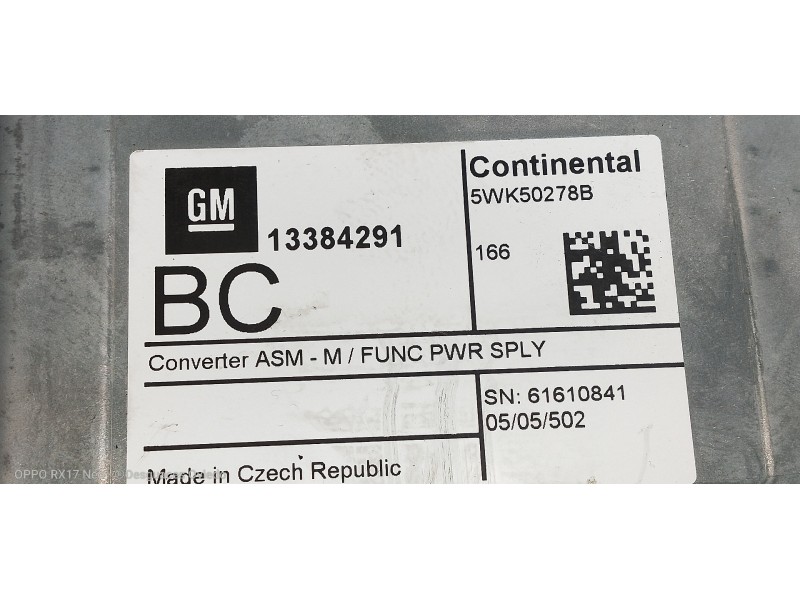 GM
13384291
BC
Continental
5WK50278B
166
Converter ASM - M / FUNC PWR SPLY
SN: 61610841
05/05/502
Made in Czech Republic
OPPO RX17 Neo